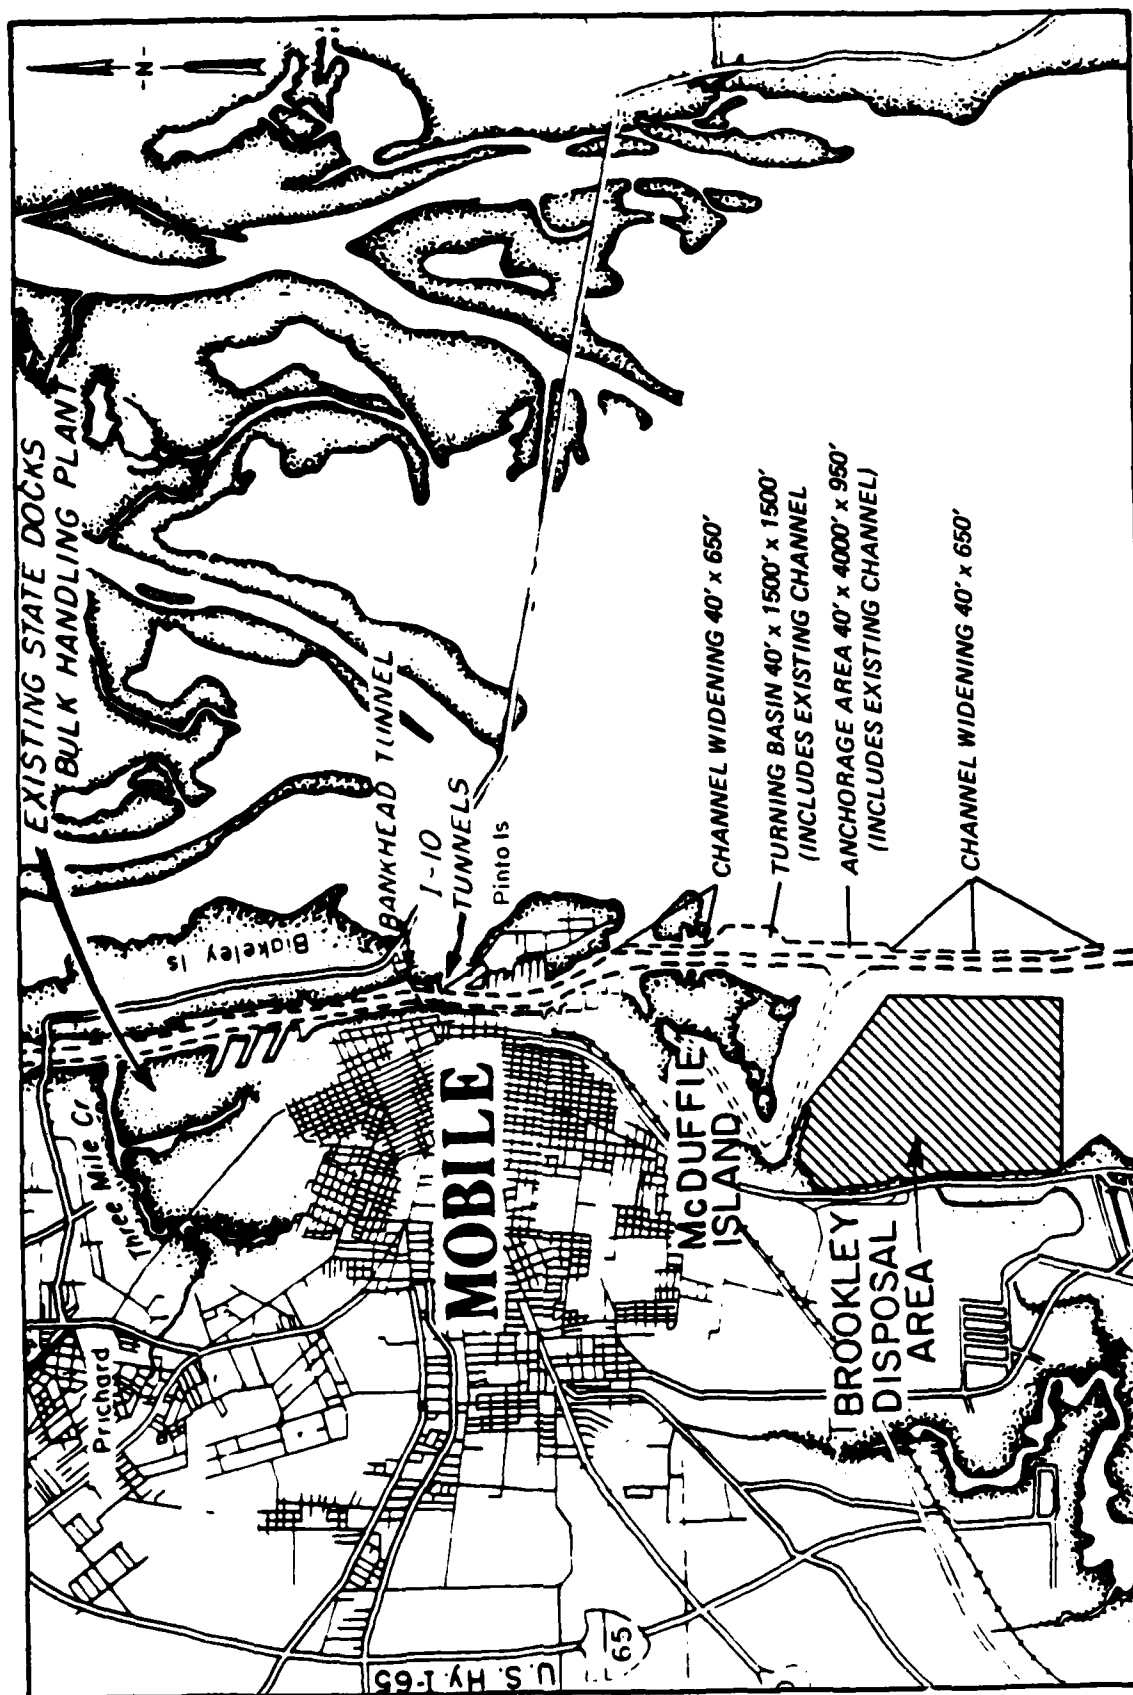 -N-
EXISTING STATE DOCKS
BULK HANDLING PLANT
BANKHEAD TUNNEL
I-10
TUNNELS
Pinto Is
Blakeley
Is
Three Mile Cr
Prichard
MOBILE
McDUFFIE
ISLAND
BROOKLEY
DISPOSAL
AREA
CHANNEL WIDENING 40' x 650'
TURNING BASIN 40' x 1500' x 1500'
(INCLUDES EXISTING CHANNEL
ANCHORAGE AREA 40' x 4000' x 950'
(INCLUDES EXISTING CHANNEL)
CHANNEL WIDENING 40' x 650'
U.S. Hy I-65
65